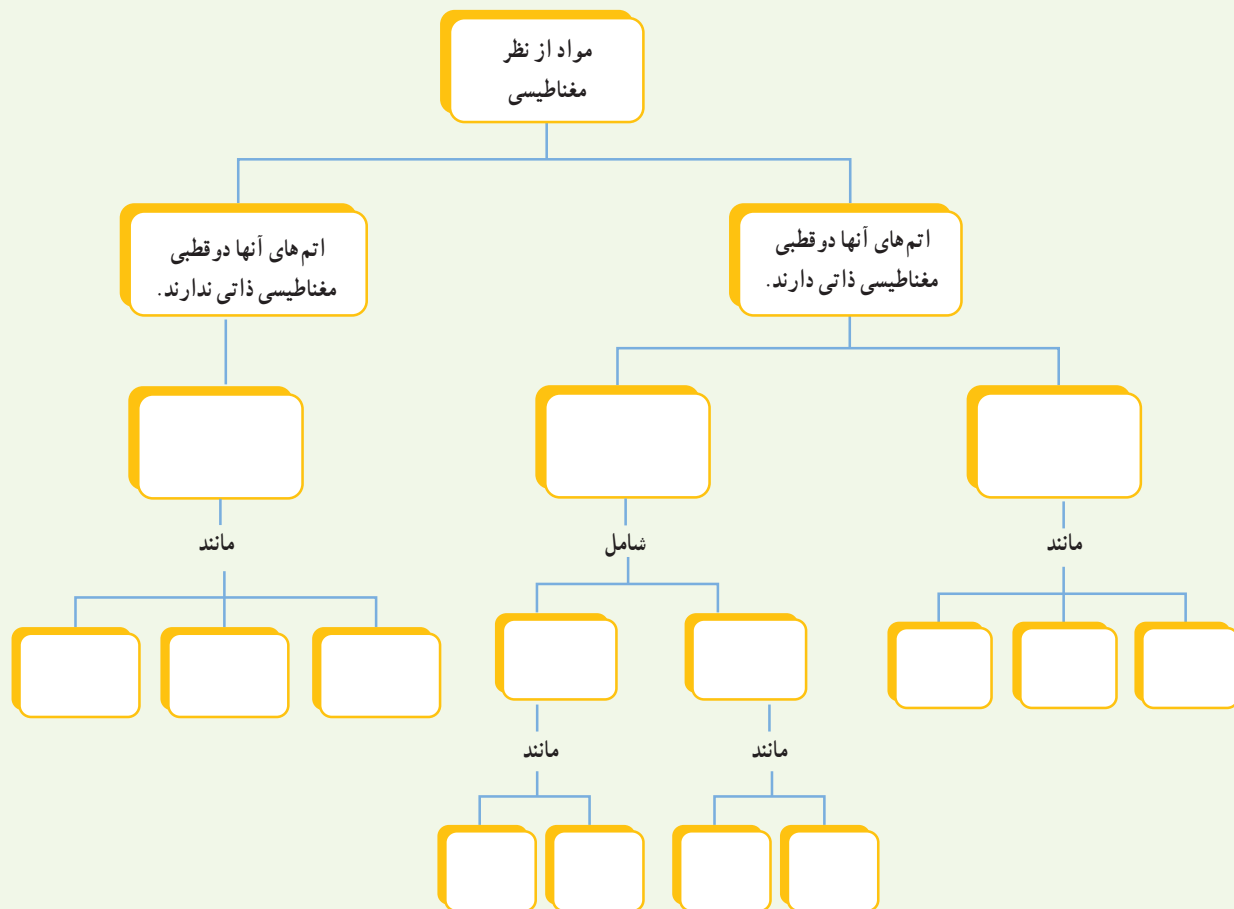 مواد از نظر
مغناطیسی
اتم‌های آنها دوقطبی
مغناطیسی ذاتی دارند.
اتم‌های آنها دوقطبی
مغناطیسی ذاتی ندارند.
مانند
شامل
مانند
مانند
مانند